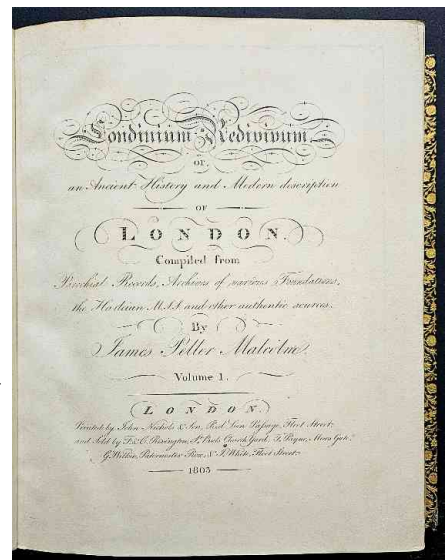 Londinium Redivivum
or,
an Ancient History and Modern description
OF
LONDON.
Compiled from
Parochial Records, Archives of various Foundations,
the Harleian MSS. and other authentic sources.
By
James Peller Malcolm.
Volume 1.
LONDON.
Printed by John Nichols & Son, Red Lion Passage, Fleet Street;
and Sold by F. & C. Rivington, St. Pauls Church Yard, T. Payne, Mews Gate,
G. Wilkie, Paternoster Row, & J. White, Fleet Street.
1803